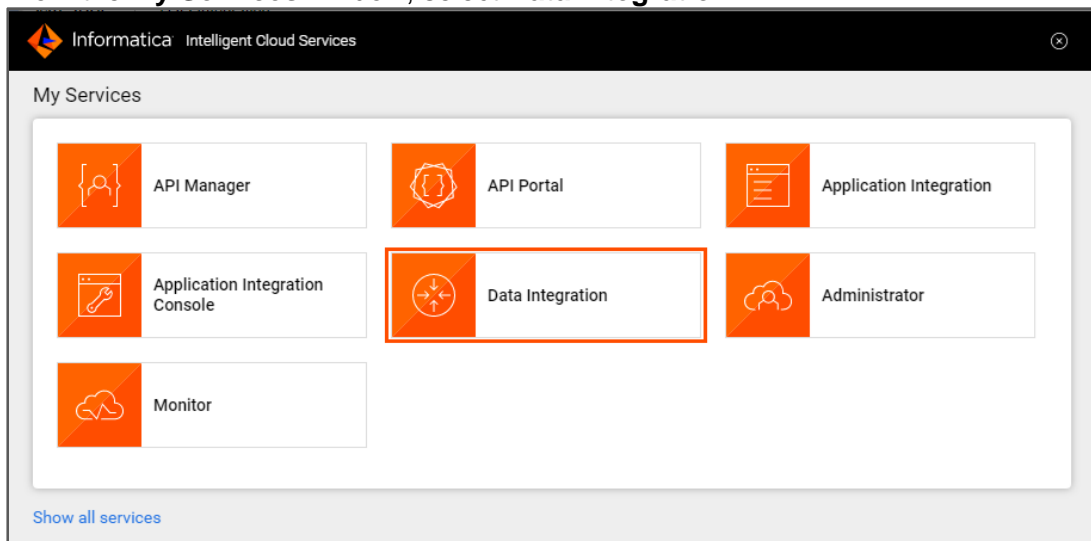 Informatica Intelligent Cloud Services
My Services
API Manager
API Portal
Application Integration
Application Integration
Console
Data Integration
Administrator
Monitor
Show all services